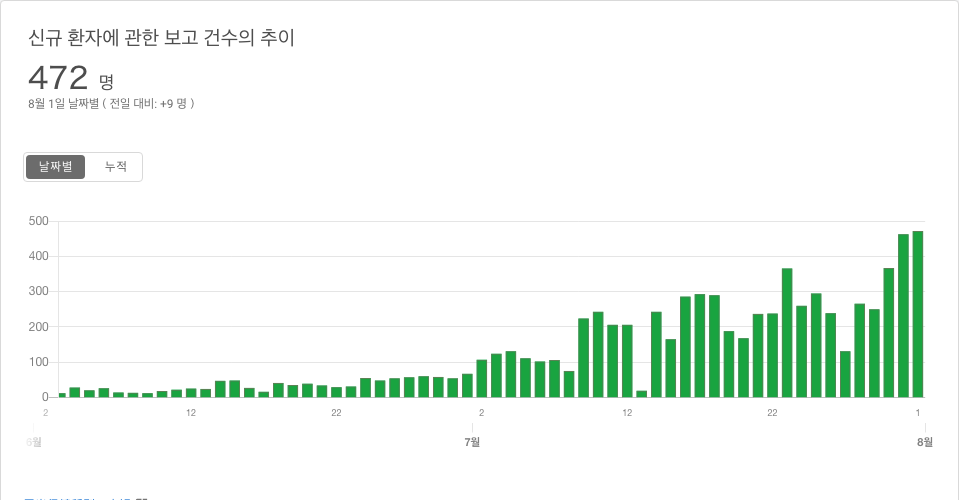 신규 환자에 관한 보고 건수의 추이
472 명
8월 1일 날짜별 ( 전일 대비: +9 명 )
날짜별 누적
500
400
300
200
100
0
2 12 22 2 12 22 1
6월 7월 8월